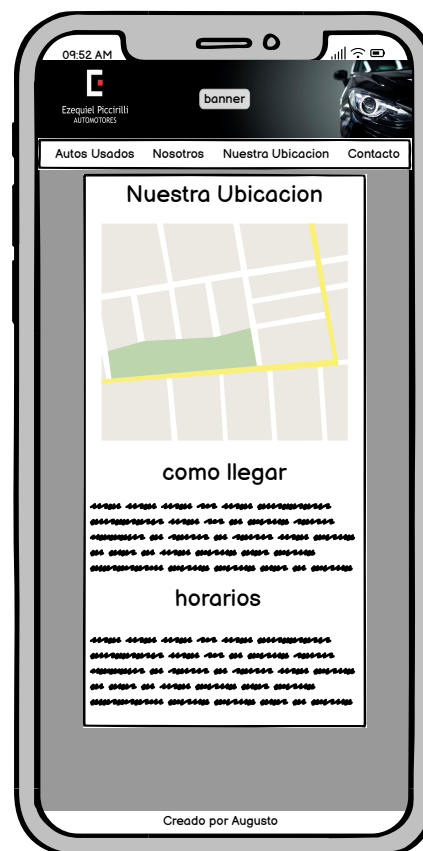 09:52 AM
Ezequiel Piccirilli
AUTOMOTORES
banner
Autos Usados Nosotros Nuestra Ubicacion Contacto
Nuestra Ubicacion
como llegar
horarios
Creado por Augusto